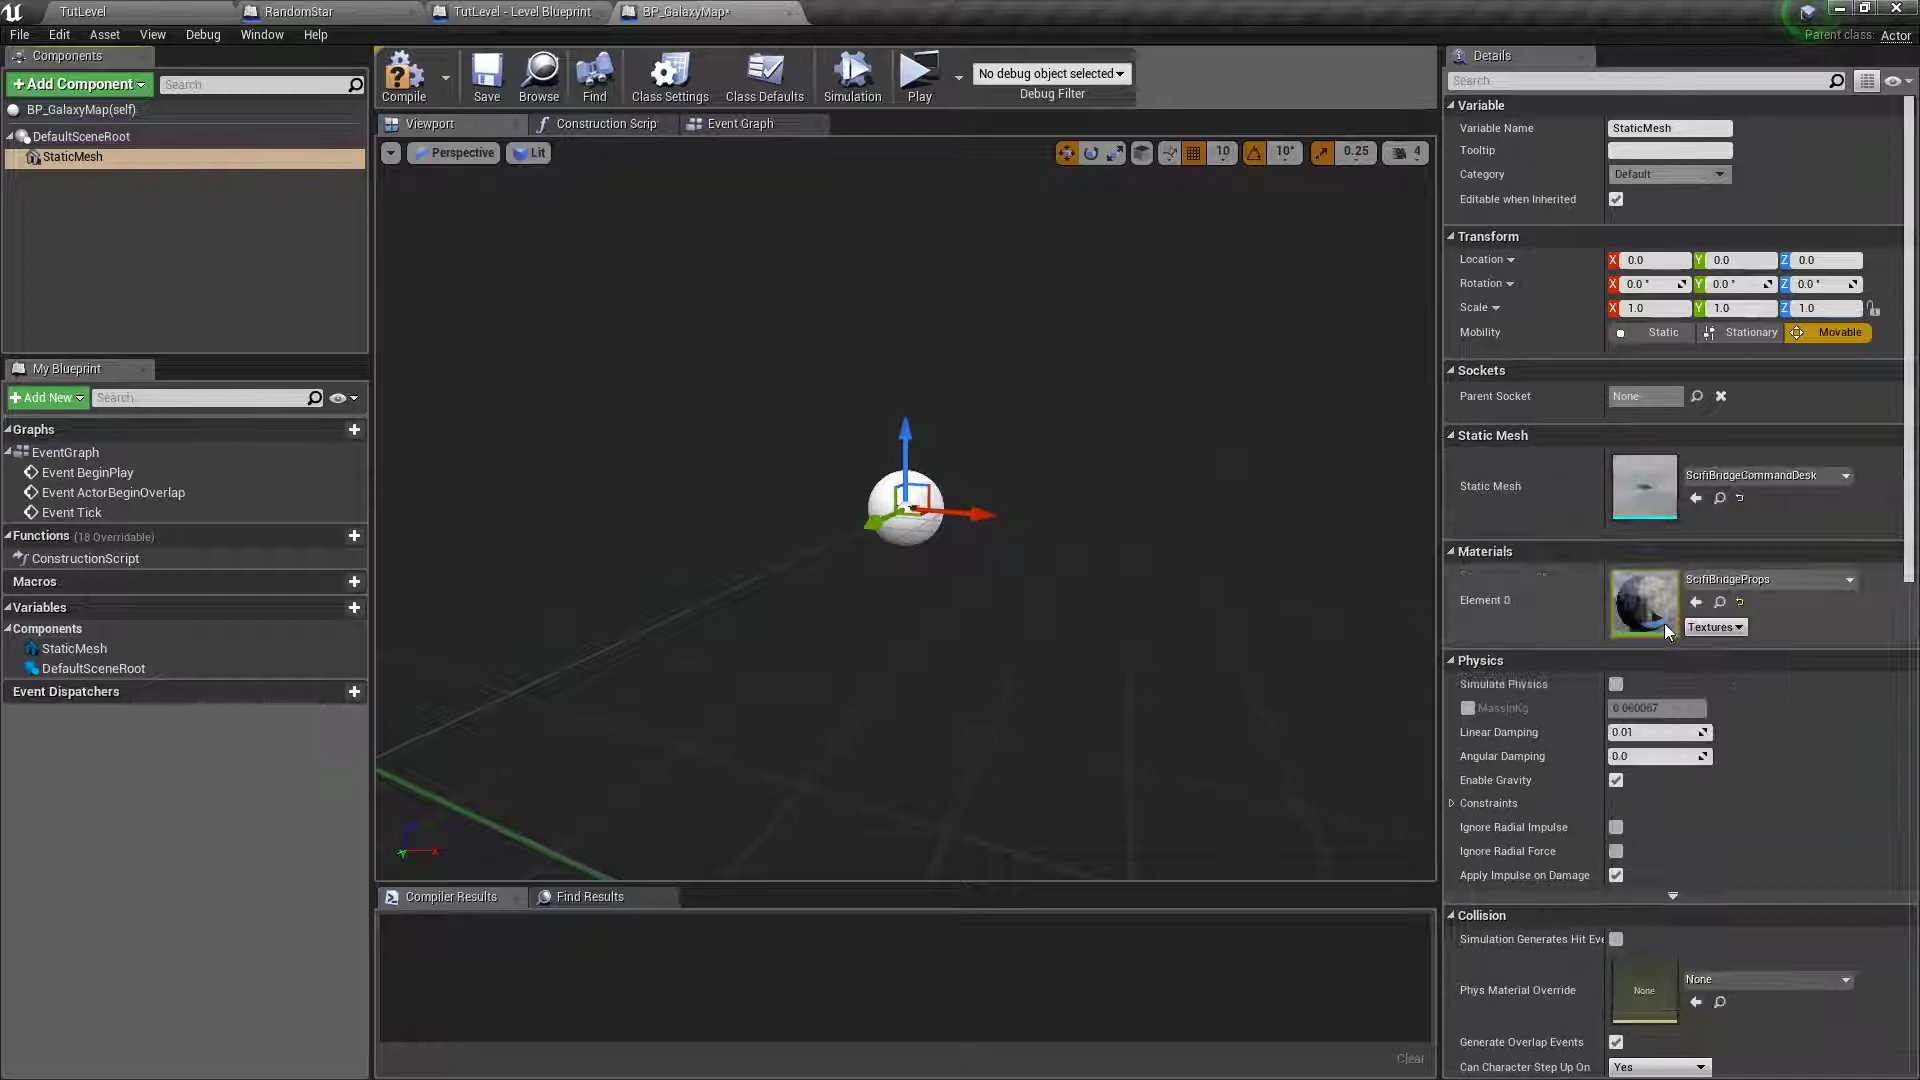 TutLevel
RandomStar
TutLevel - Level Blueprint
BP_GalaxyMap*
File Edit Asset View Debug Window Help
Parent class: Actor
Components
+Add Component
Search
BP_GalaxyMap(self)
DefaultSceneRoot
StaticMesh
My Blueprint
+Add New
Search
Graphs
EventGraph
Event BeginPlay
Event ActorBeginOverlap
Event Tick
Functions (18 Overridable)
ConstructionScript
Macros
Variables
Components
StaticMesh
DefaultSceneRoot
Event Dispatchers
Compile
Save
Browse
Find
Class Settings
Class Defaults
Simulation
Play
No debug object selected
Debug Filter
Viewport
Construction Scrip
Event Graph
Perspective
Lit
10
10°
0.25
4
Z
X
Y
Compiler Results
Find Results
Clear
Details
Search
Variable
Variable Name StaticMesh
Tooltip
Category Default
Editable when Inherited
Transform
Location X 0.0 Y 0.0 Z 0.0
Rotation X 0.0 ° Y 0.0 ° Z 0.0 °
Scale X 1.0 Y 1.0 Z 1.0
Mobility Static Stationary Movable
Sockets
Parent Socket None
Static Mesh
Static Mesh ScifiBridgeCommandDesk
Materials
Element 0 ScifiBridgeProps
Textures
Physics
Simulate Physics
MassInKg 0.060067
Linear Damping 0.01
Angular Damping 0.0
Enable Gravity
Constraints
Ignore Radial Impulse
Ignore Radial Force
Apply Impulse on Damage
Collision
Simulation Generates Hit Eve
Phys Material Override None None
Generate Overlap Events
Can Character Step Up On Yes